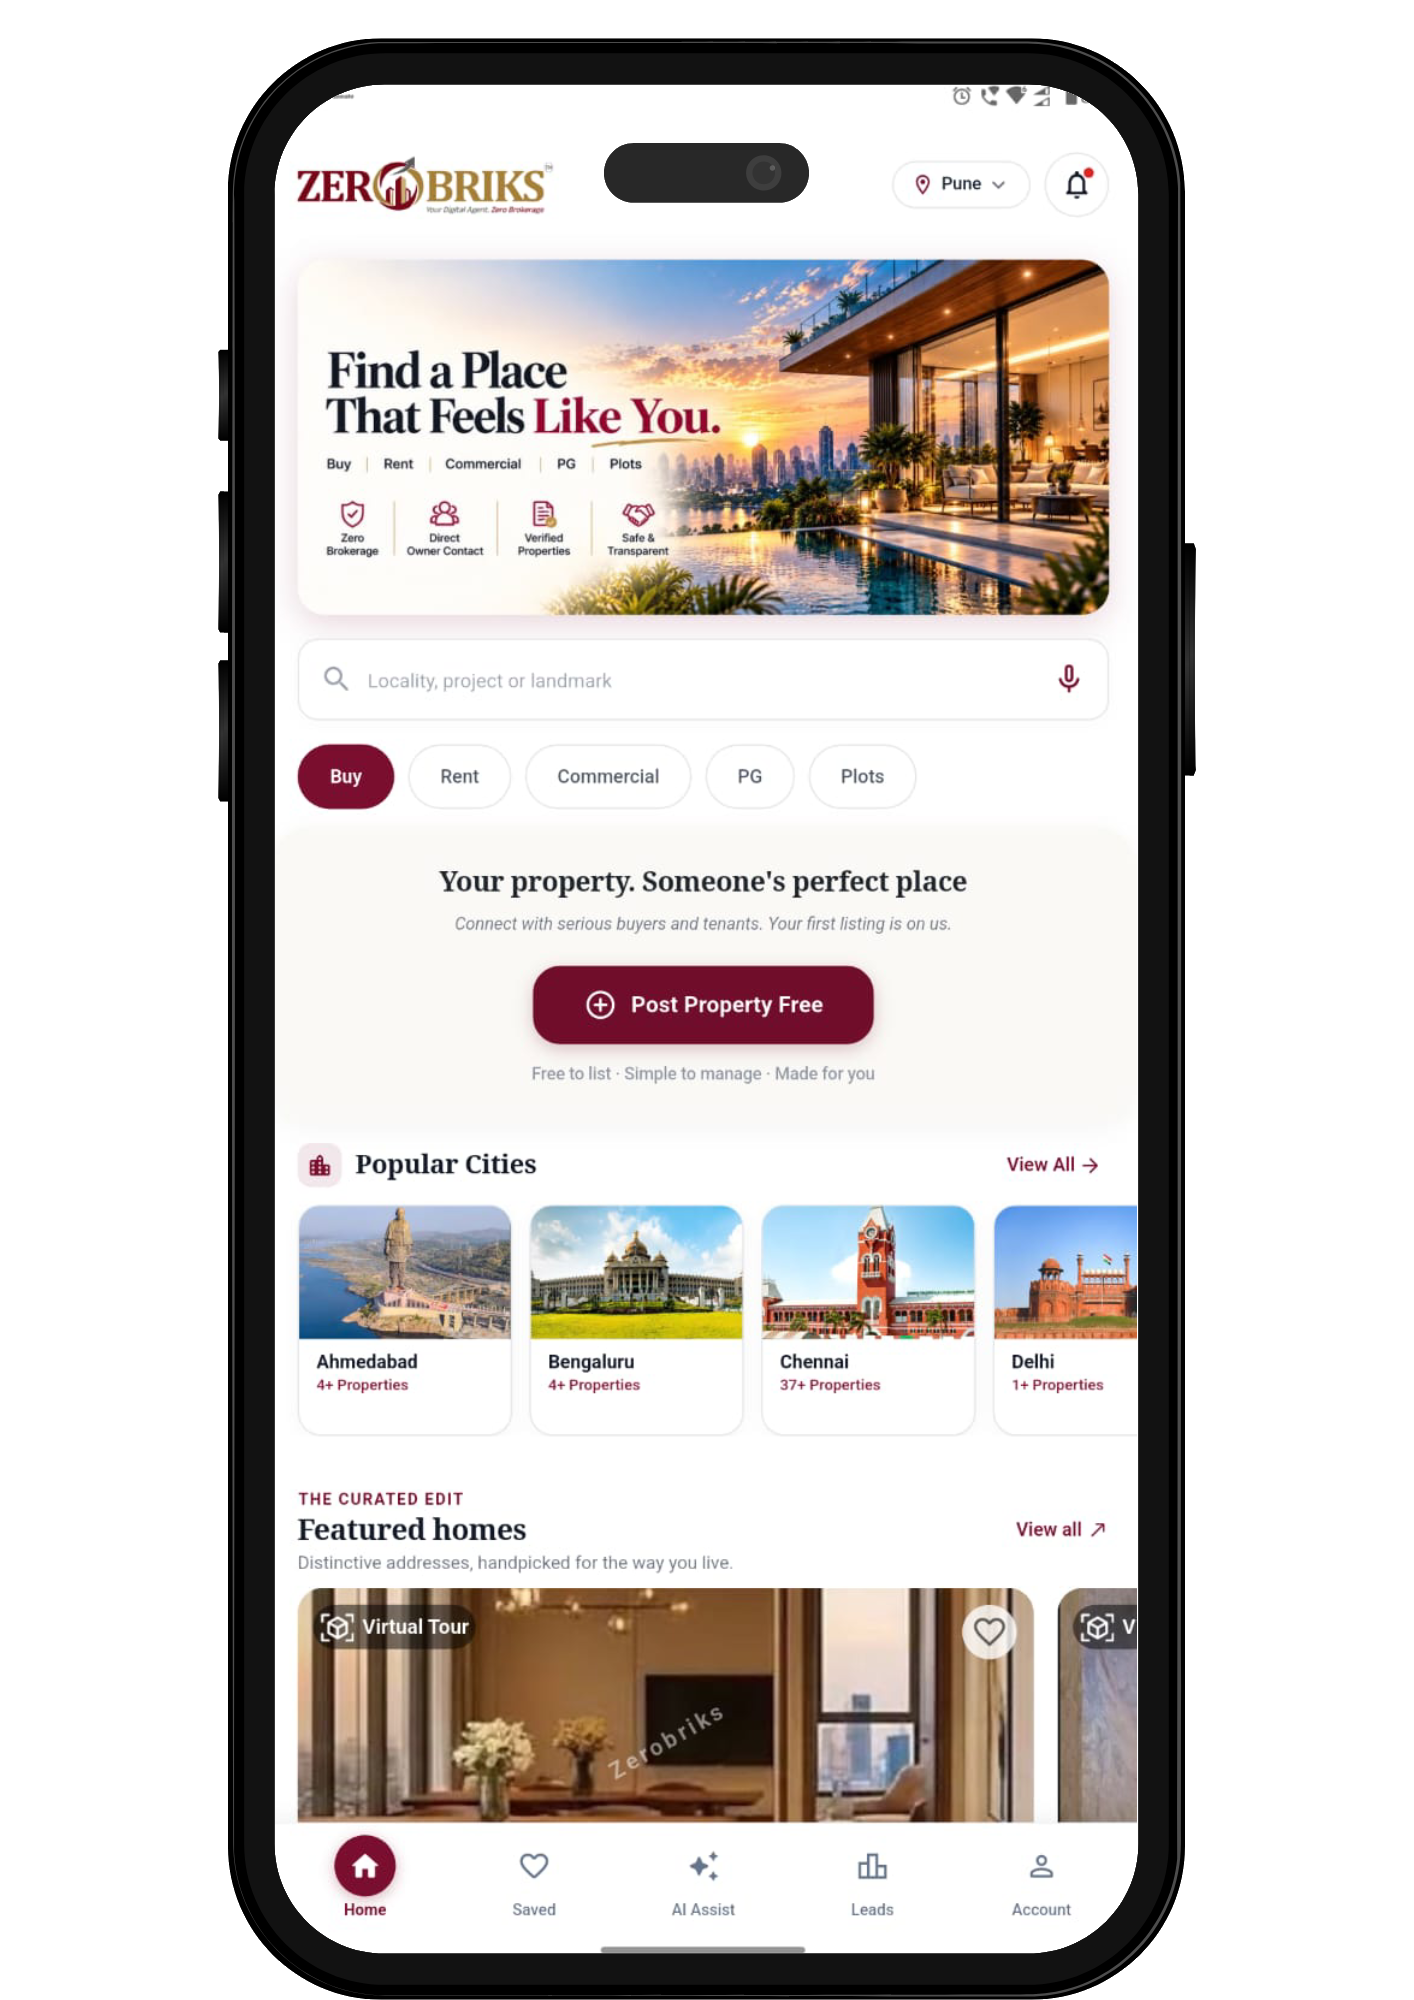 ZEROBRIKS
Your Digital Agent. Zero Brokerage
Pune
Find a Place
That Feels Like You.
Buy | Rent | Commercial | PG | Plots
Zero Brokerage
Direct Owner Contact
Verified Properties
Safe & Transparent
Locality, project or landmark
Buy Rent Commercial PG Plots
Your property. Someone's perfect place
Connect with serious buyers and tenants. Your first listing is on us.
Post Property Free
Free to list · Simple to manage · Made for you
Popular Cities
View All →
Ahmedabad
4+ Properties
Bengaluru
4+ Properties
Chennai
37+ Properties
Delhi
1+ Properties
THE CURATED EDIT
Featured homes
View all
Distinctive addresses, handpicked for the way you live.
Virtual Tour
V
Zerobriks
Home Saved AI Assist Leads Account